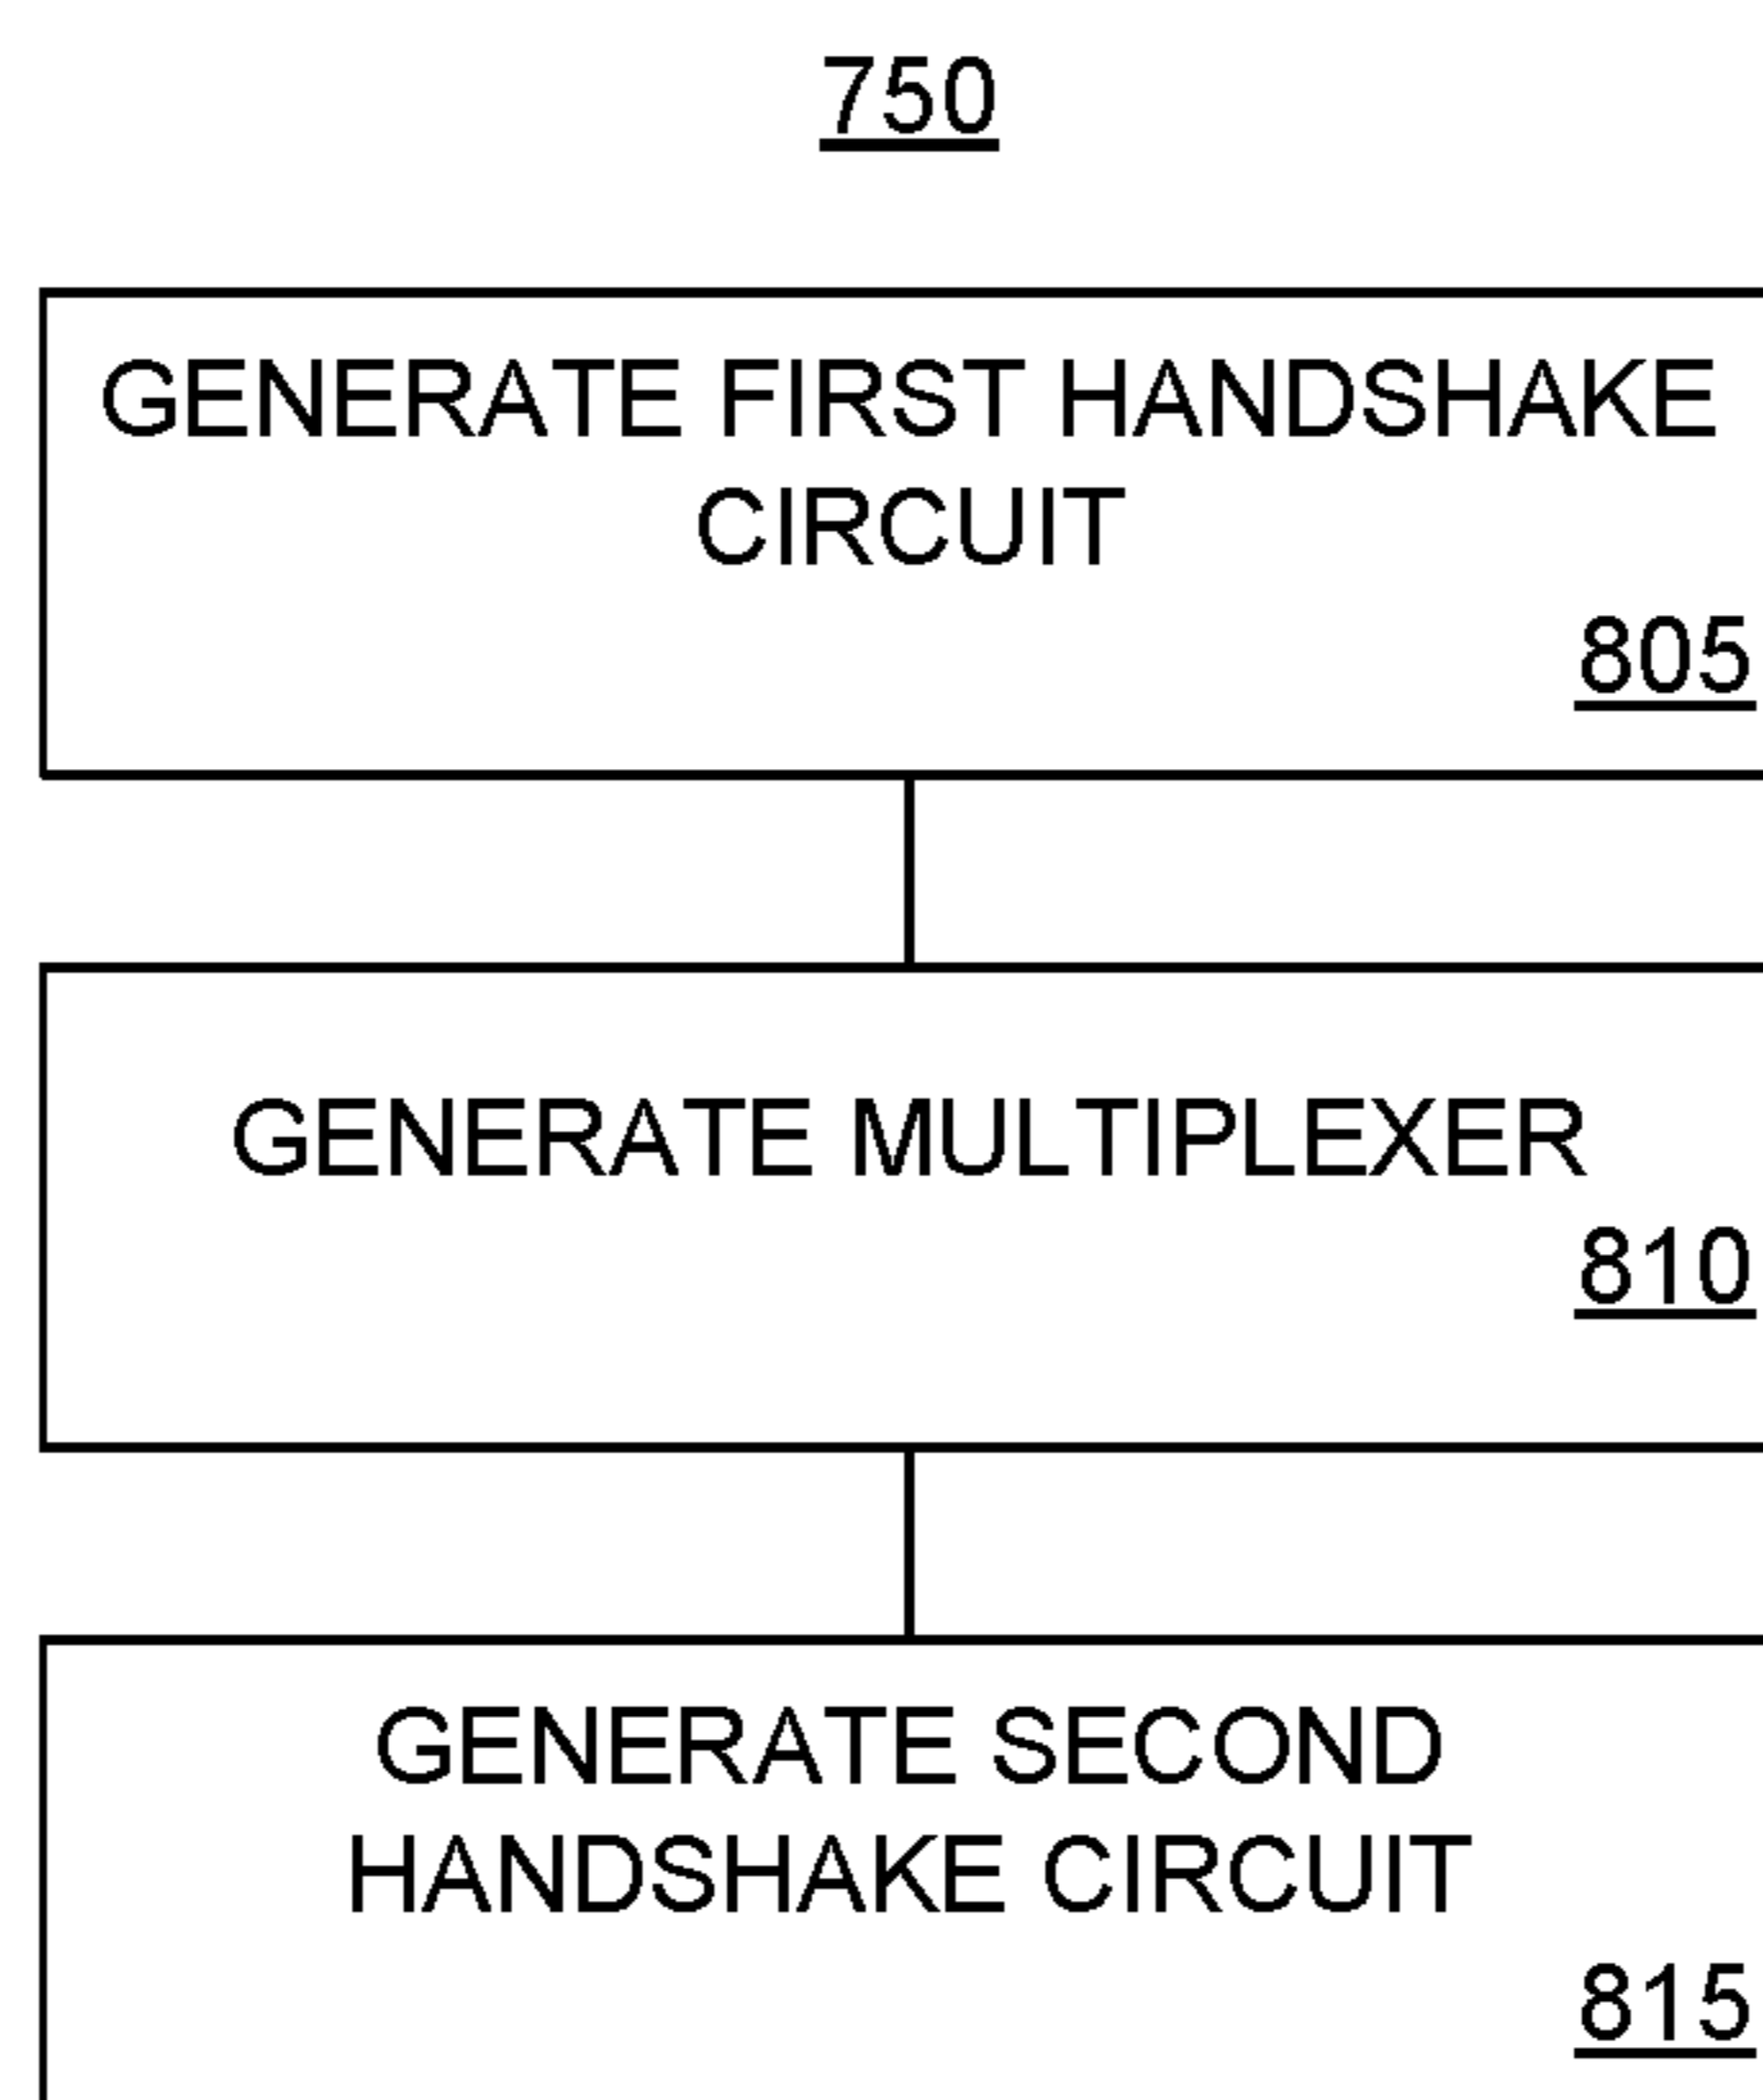 750
GENERATE FIRST HANDSHAKE
CIRCUIT
805
GENERATE MULTIPLEXER
810
GENERATE SECOND
HANDSHAKE CIRCUIT
815